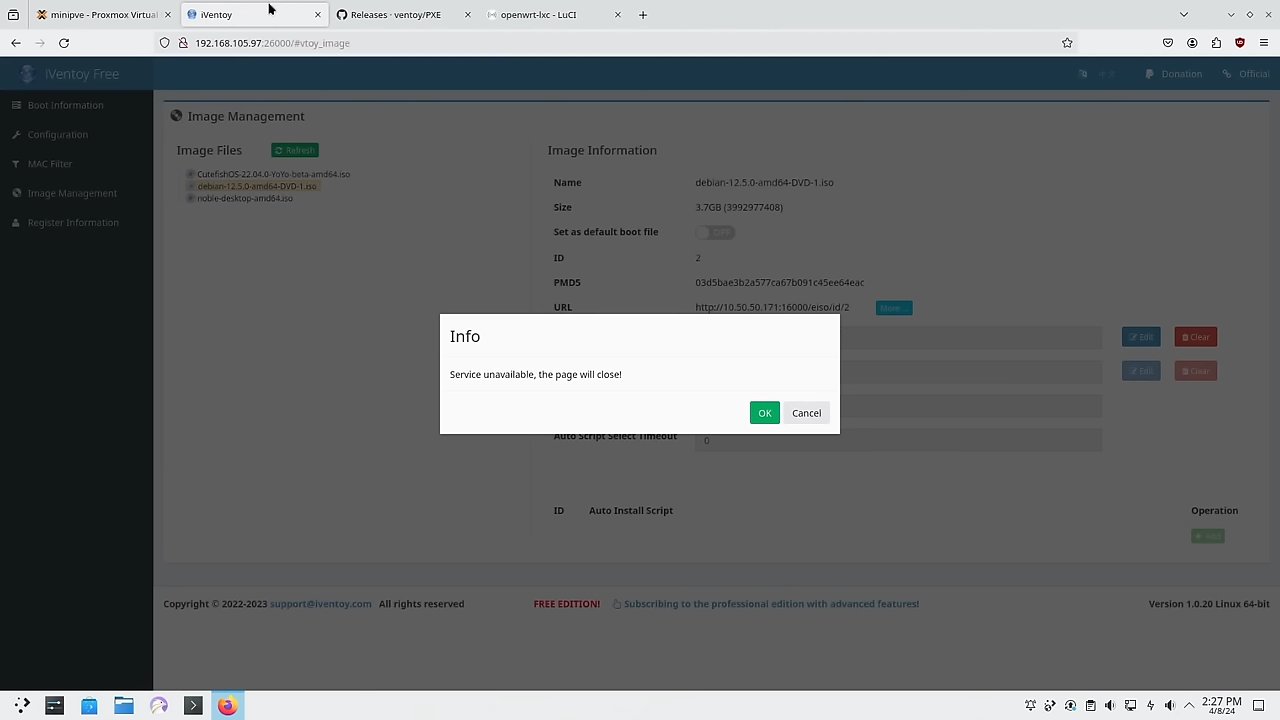 minipve - Proxmox Virtual
iVentoy
Releases · ventoy/PXE
openwrt-lxc - LuCI
192.168.105.97:26000/#vtoy_image
iVentoy Free
Donation
Official
Boot Information
Configuration
MAC Filter
Image Management
Register Information
Image Management
Image Files
Refresh
CutefishOS-22.04.0-YoYo-beta-amd64.iso
debian-12.5.0-amd64-DVD-1.iso
noble-desktop-amd64.iso
Image Information
Name debian-12.5.0-amd64-DVD-1.iso
Size 3.7GB (3992977408)
Set as default boot file OFF
ID 2
PMD5 03d5bae3b2a577ca67b091c45ee64eac
URL http://10.50.50.171:16000/eiso/id/2 More ...
Edit Clear
Edit Clear
Info
Service unavailable, the page will close!
OK Cancel
Auto Script Select Timeout 0
ID Auto Install Script Operation
Add
Copyright © 2022-2023 support@iventoy.com All rights reserved
FREE EDITION! Subscribing to the professional edition with advanced features!
Version 1.0.20 Linux 64-bit
2:27 PM
4/8/24